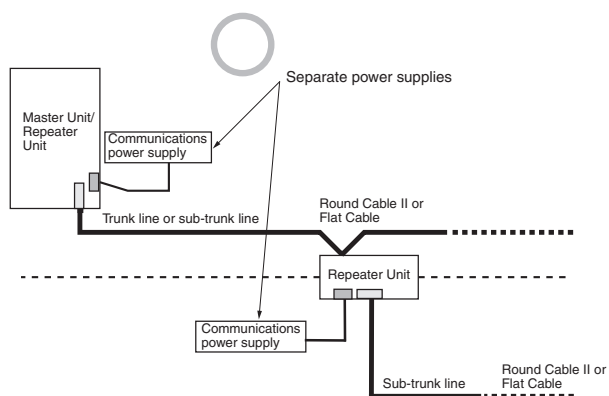 Separate power supplies
Master Unit/
Repeater
Unit
Communications
power supply
Round Cable II or
Flat Cable
Trunk line or sub-trunk line
Repeater Unit
Communications
power supply
Round Cable II or
Flat Cable
Sub-trunk line